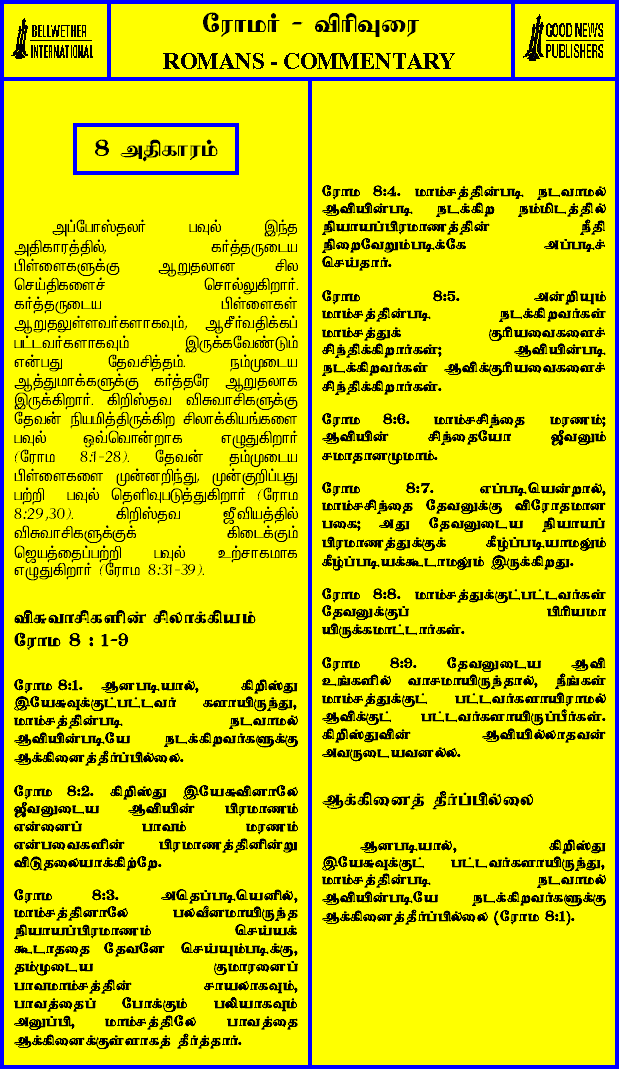 BELLWETHER
INTERNATIONAL
ரோமர் - விரிவுரை
ROMANS - COMMENTARY
GOOD NEWS
PUBLISHERS
8 அதிகாரம்
அப்போஸ்தலர் பவுல் இந்த
அதிகாரத்தில், கர்த்தருடைய
பிள்ளைகளுக்கு ஆறுதலான சில
செய்திகளைச் சொல்லுகிறார்.
கர்த்தருடைய பிள்ளைகள்
ஆறுதலுள்ளவர்களாகவும், ஆசீர்வதிக்கப்
பட்டவர்களாகவும் இருக்கவேண்டும்
என்பது தேவசித்தம். நம்முடைய
ஆத்துமாக்களுக்கு கர்த்தரே ஆறுதலாக
இருக்கிறார். கிறிஸ்தவ விசுவாசிகளுக்கு
தேவன் நியமித்திருக்கிற சிலாக்கியங்களை
பவுல் ஒவ்வொன்றாக எழுதுகிறார்
(ரோம 8:1-28). தேவன் தம்முடைய
பிள்ளைகளை முன்னறிந்து, முன்குறிப்பது
பற்றி பவுல் தெளிவுபடுத்துகிறார் (ரோம
8:29,30). கிறிஸ்தவ ஜீவியத்தில்
விசுவாசிகளுக்குக் கிடைக்கும்
ஜெயத்தைப்பற்றி பவுல் உற்சாகமாக
எழுதுகிறார் (ரோம 8:31-39).
விசுவாசிகளின் சிலாக்கியம்
ரோம 8 : 1-9
ரோம 8:1. ஆனபடியால், கிறிஸ்து
இயேசுவுக்குட்பட்டவர் களாயிருந்து,
மாம்சத்தின்படி நடவாமல்
ஆவியின்படியே நடக்கிறவர்களுக்கு
ஆக்கினைத்தீர்ப்பில்லை.
ரோம 8:2. கிறிஸ்து இயேசுவினாலே
ஜீவனுடைய ஆவியின் பிரமாணம்
என்னைப் பாவம் மரணம்
என்பவைகளின் பிரமாணத்தினின்று
விடுதலையாக்கிற்றே.
ரோம 8:3. அதெப்படியெனில்,
மாம்சத்தினாலே பலவீனமாயிருந்த
நியாயப்பிரமாணம் செய்யக்
கூடாததை தேவனே செய்யும்படிக்கு,
தம்முடைய குமாரனைப்
பாவமாம்சத்தின் சாயலாகவும்,
பாவத்தைப் போக்கும் பலியாகவும்
அனுப்பி, மாம்சத்திலே பாவத்தை
ஆக்கினைக்குள்ளாகத் தீர்த்தார்.
ரோம 8:4. மாம்சத்தின்படி நடவாமல்
ஆவியின்படி நடக்கிற நம்மிடத்தில்
நியாயப்பிரமாணத்தின் நீதி
நிறைவேறும்படிக்கே அப்படிச்
செய்தார்.
ரோம 8:5. அன்றியும்
மாம்சத்தின்படி நடக்கிறவர்கள்
மாம்சத்துக் குரியவைகளைச்
சிந்திக்கிறார்கள்; ஆவியின்படி
நடக்கிறவர்கள் ஆவிக்குரியவைகளைச்
சிந்திக்கிறார்கள்.
ரோம 8:6. மாம்சசிந்தை மரணம்;
ஆவியின் சிந்தையோ ஜீவனும்
சமாதானமுமாம்.
ரோம 8:7. எப்படியென்றால்,
மாம்சசிந்தை தேவனுக்கு விரோதமான
பகை; அது தேவனுடைய நியாயப்
பிரமாணத்துக்குக் கீழ்ப்படியாமலும்
கீழ்ப்படியக்கூடாமலும் இருக்கிறது.
ரோம 8:8. மாம்சத்துக்குட்பட்டவர்கள்
தேவனுக்குப் பிரியமா
யிருக்கமாட்டார்கள்.
ரோம 8:9. தேவனுடைய ஆவி
உங்களில் வாசமாயிருந்தால், நீங்கள்
மாம்சத்துக்குட் பட்டவர்களாயிராமல்
ஆவிக்குட் பட்டவர்களாயிருப்பீர்கள்.
கிறிஸ்துவின் ஆவியில்லாதவன்
அவருடையவனல்ல.
ஆக்கினைத் தீர்ப்பில்லை
ஆனபடியால், கிறிஸ்து
இயேசுவுக்குட் பட்டவர்களாயிருந்து,
மாம்சத்தின்படி நடவாமல்
ஆவியின்படியே நடக்கிறவர்களுக்கு
ஆக்கினைத்தீர்ப்பில்லை (ரோம 8:1).